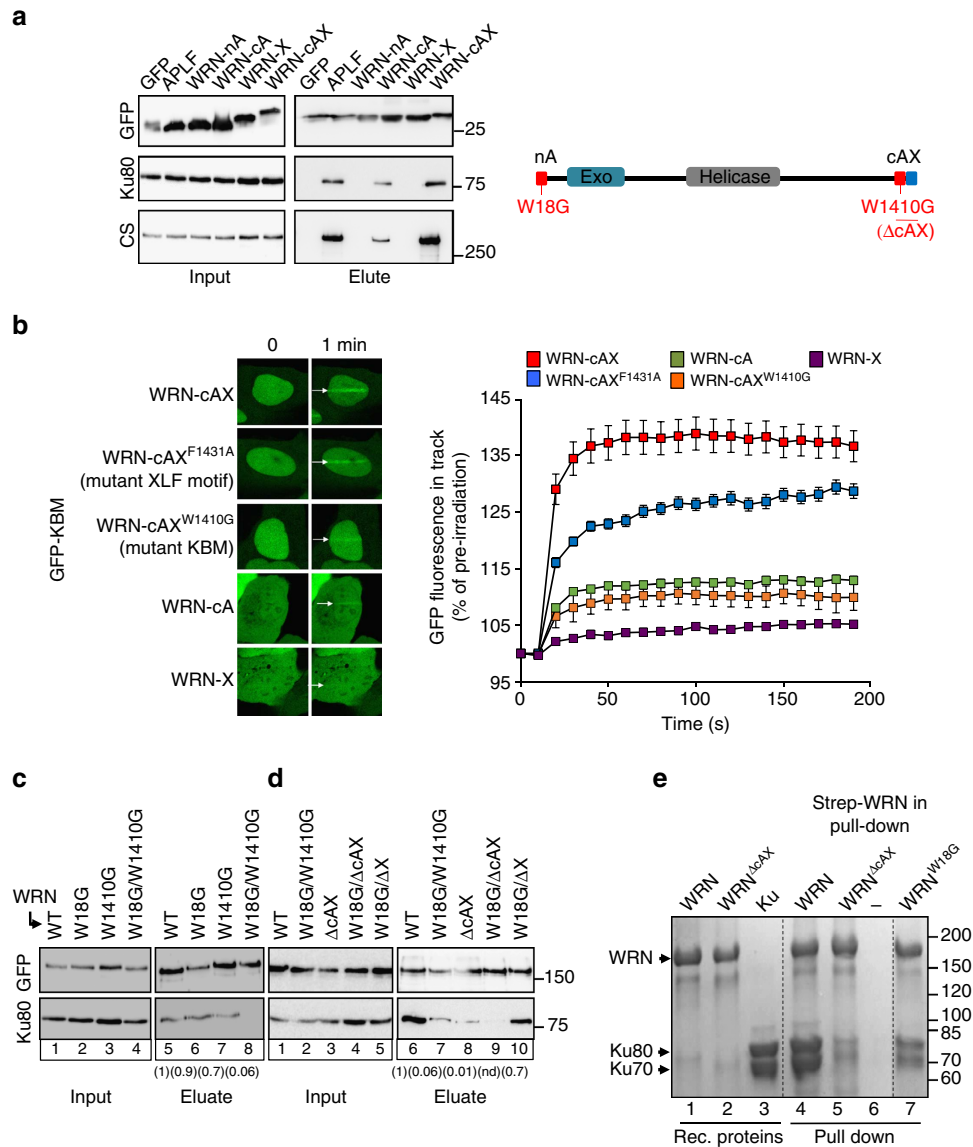 a
GFP
APLF
WRN-nA
WRN-cA
WRN-X
WRN-cAX
GFP
APLF
WRN-nA
WRN-cA
WRN-X
WRN-cAX
GFP
25
Ku80
75
CS
250
Input
Elute
nA
Exo
Helicase
cAX
W18G
W1410G
(ΔcAX)
b
0
1 min
GFP-KBM
WRN-cAX
WRN-cAX^F1431A
(mutant XLF motif)
WRN-cAX^W1410G
(mutant KBM)
WRN-cA
WRN-X
WRN-cAX
WRN-cA
WRN-X
WRN-cAX^F1431A
WRN-cAX^W1410G
GFP fluorescence in track
(% of pre-irradiation)
145
135
125
115
105
95
0
50
100
150
200
Time (s)
c
WRN
WT
W18G
W1410G
W18G/W1410G
WT
W18G
W1410G
W18G/W1410G
GFP
Ku80
1 2 3 4
5 6 7 8
(1)(0.9)(0.7)(0.06)
Input
Eluate
d
WT
W18G/W1410G
ΔcAX
W18G/ΔcAX
W18G/ΔX
WT
W18G/W1410G
ΔcAX
W18G/ΔcAX
W18G/ΔX
150
75
1 2 3 4 5
6 7 8 9 10
(1)(0.06)(0.01)(nd)(0.7)
Input
Eluate
e
Strep-WRN in
pull-down
WRN
WRN^ΔcAX
Ku
WRN
WRN^ΔcAX
–
WRN^W18G
WRN
Ku80
Ku70
200
150
120
100
85
70
60
1 2 3 4 5 6 7
Rec. proteins
Pull down